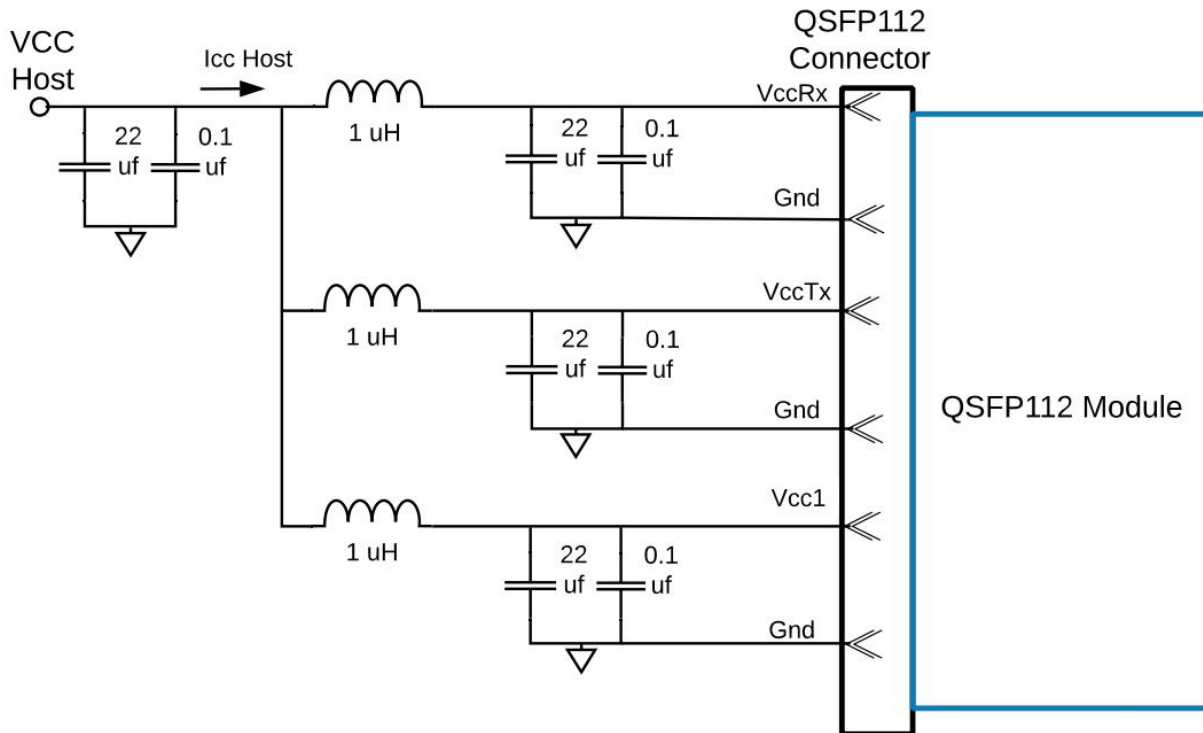 QSFP112
Connector
VCC
Host
Icc Host
VccRx
1 uH
22
uf
0.1
uf
22
uf
0.1
uf
Gnd
VccTx
1 uH
22
uf
0.1
uf
Gnd
QSFP112 Module
Vcc1
1 uH
22
uf
0.1
uf
Gnd